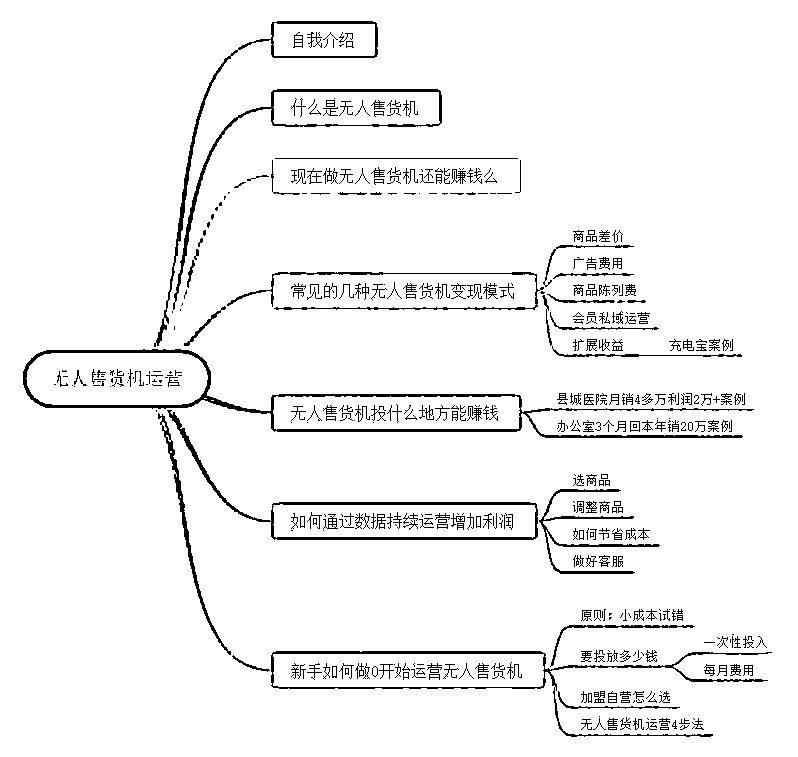 自我介绍
什么是无人售货机
现在做无人售货机还能赚钱么
商品差价
广告费用
常见的几种无人售货机变现模式
商品陈列费
会员私域运营
扩展收益
充电宝案例
无人售货机运营
县城医院月销4多万利润2万+案例
无人售货机投什么地方能赚钱
办公室3个月回本年销20万案例
选商品
调整商品
如何通过数据持续运营增加利润
如何节省成本
做好客服
原则：小成本试错
一次性投入
要投放多少钱
新手如何做0开始运营无人售货机
每月费用
加盟自营怎么选
无人售货机运营4步法